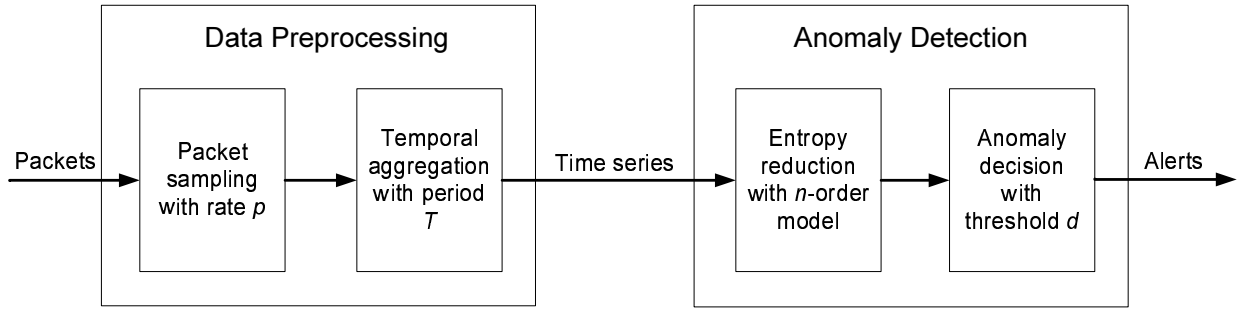 Data Preprocessing
Anomaly Detection
Packets
Packet
sampling
with rate p
Temporal
aggregation
with period
T
Time series
Entropy
reduction
with n-order
model
Anomaly
decision
with
threshold d
Alerts